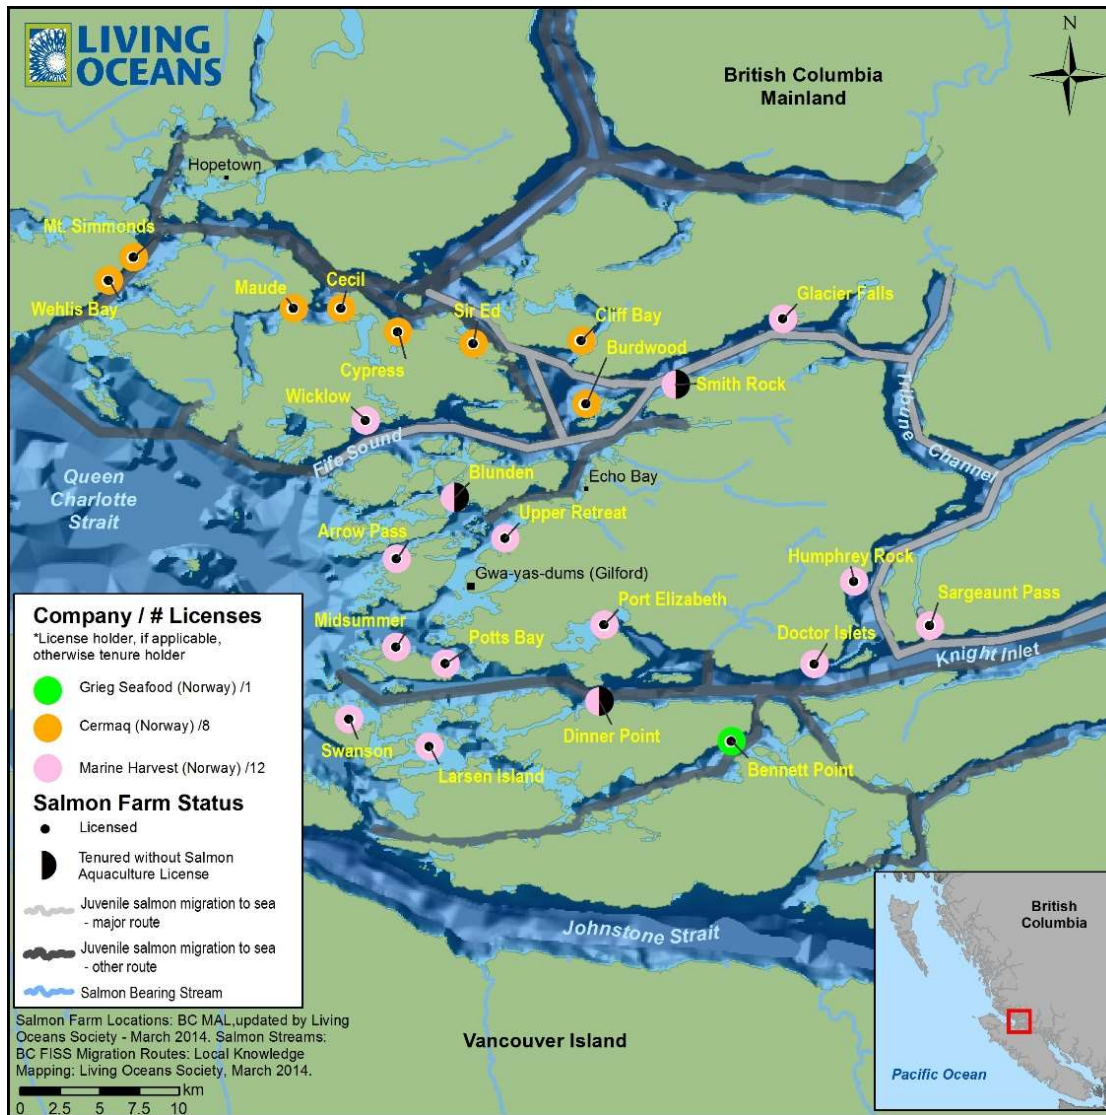 LIVING
OCEANS
British Columbia
Mainland
N
Hopetown
Mt. Simmonds
Wehlis Bay
Maude
Cecil
Sir Ed
Cypress
Cliff Bay
Burdwood
Glacier Falls
Smith Rock
Wicklow
Fife Sound
Tribune
Channel
Queen
Charlotte
Strait
Blunden
Echo Bay
Upper Retreat
Arrow Pass
Gwa-yas-dums (Gilford)
Humphrey Rock
Sargeaunt Pass
Port Elizabeth
Midsummer
Potts Bay
Doctor Islets
Knight Inlet
Swanson
Larsen Island
Dinner Point
Bennett Point
Johnstone Strait
Vancouver Island
Company / # Licenses
*License holder, if applicable,
otherwise tenure holder
Grieg Seafood (Norway) /1
Cermaq (Norway) /8
Marine Harvest (Norway) /12
Salmon Farm Status
Licensed
Tenured without Salmon
Aquaculture License
Juvenile salmon migration to sea
- major route
Juvenile salmon migration to sea
- other route
Salmon Bearing Stream
Salmon Farm Locations: BC MAL,updated by Living
Oceans Society - March 2014. Salmon Streams:
BC FISS Migration Routes: Local Knowledge
Mapping: Living Oceans Society, March 2014.
km
0 2.5 5 7.5 10
British
Columbia
Pacific Ocean